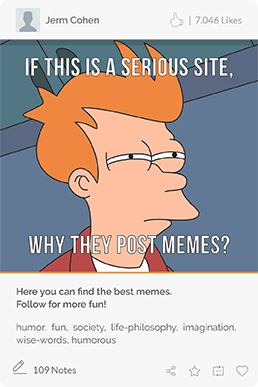 Jerm Cohen
| 7.046 Likes
IF THIS IS A SERIOUS SITE,
WHY THEY POST MEMES?
Here you can find the best memes.
Follow for more fun!
humor, fun, society, life-philosophy, imagination,
wise-words, humorous
109 Notes